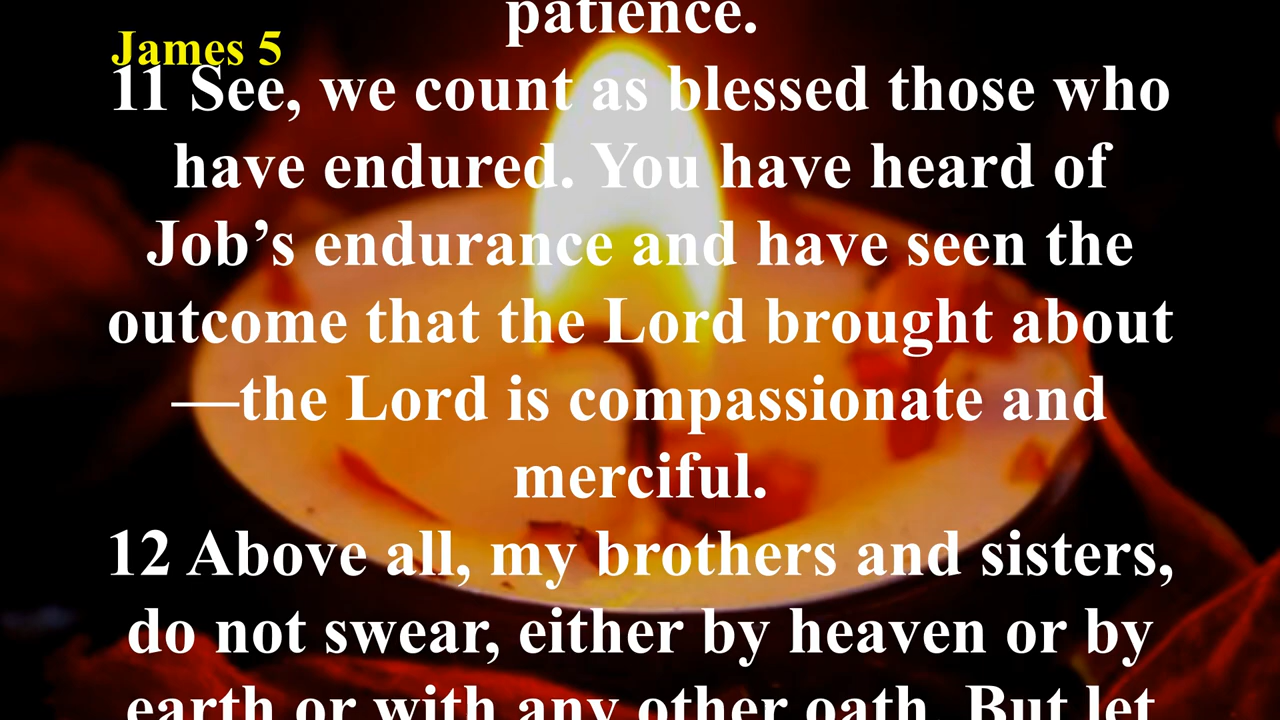 patience.
James 5
11 See, we count as blessed those who
have endured. You have heard of
Job’s endurance and have seen the
outcome that the Lord brought about
—the Lord is compassionate and
merciful.
12 Above all, my brothers and sisters,
do not swear, either by heaven or by
earth or with any other oath. But let